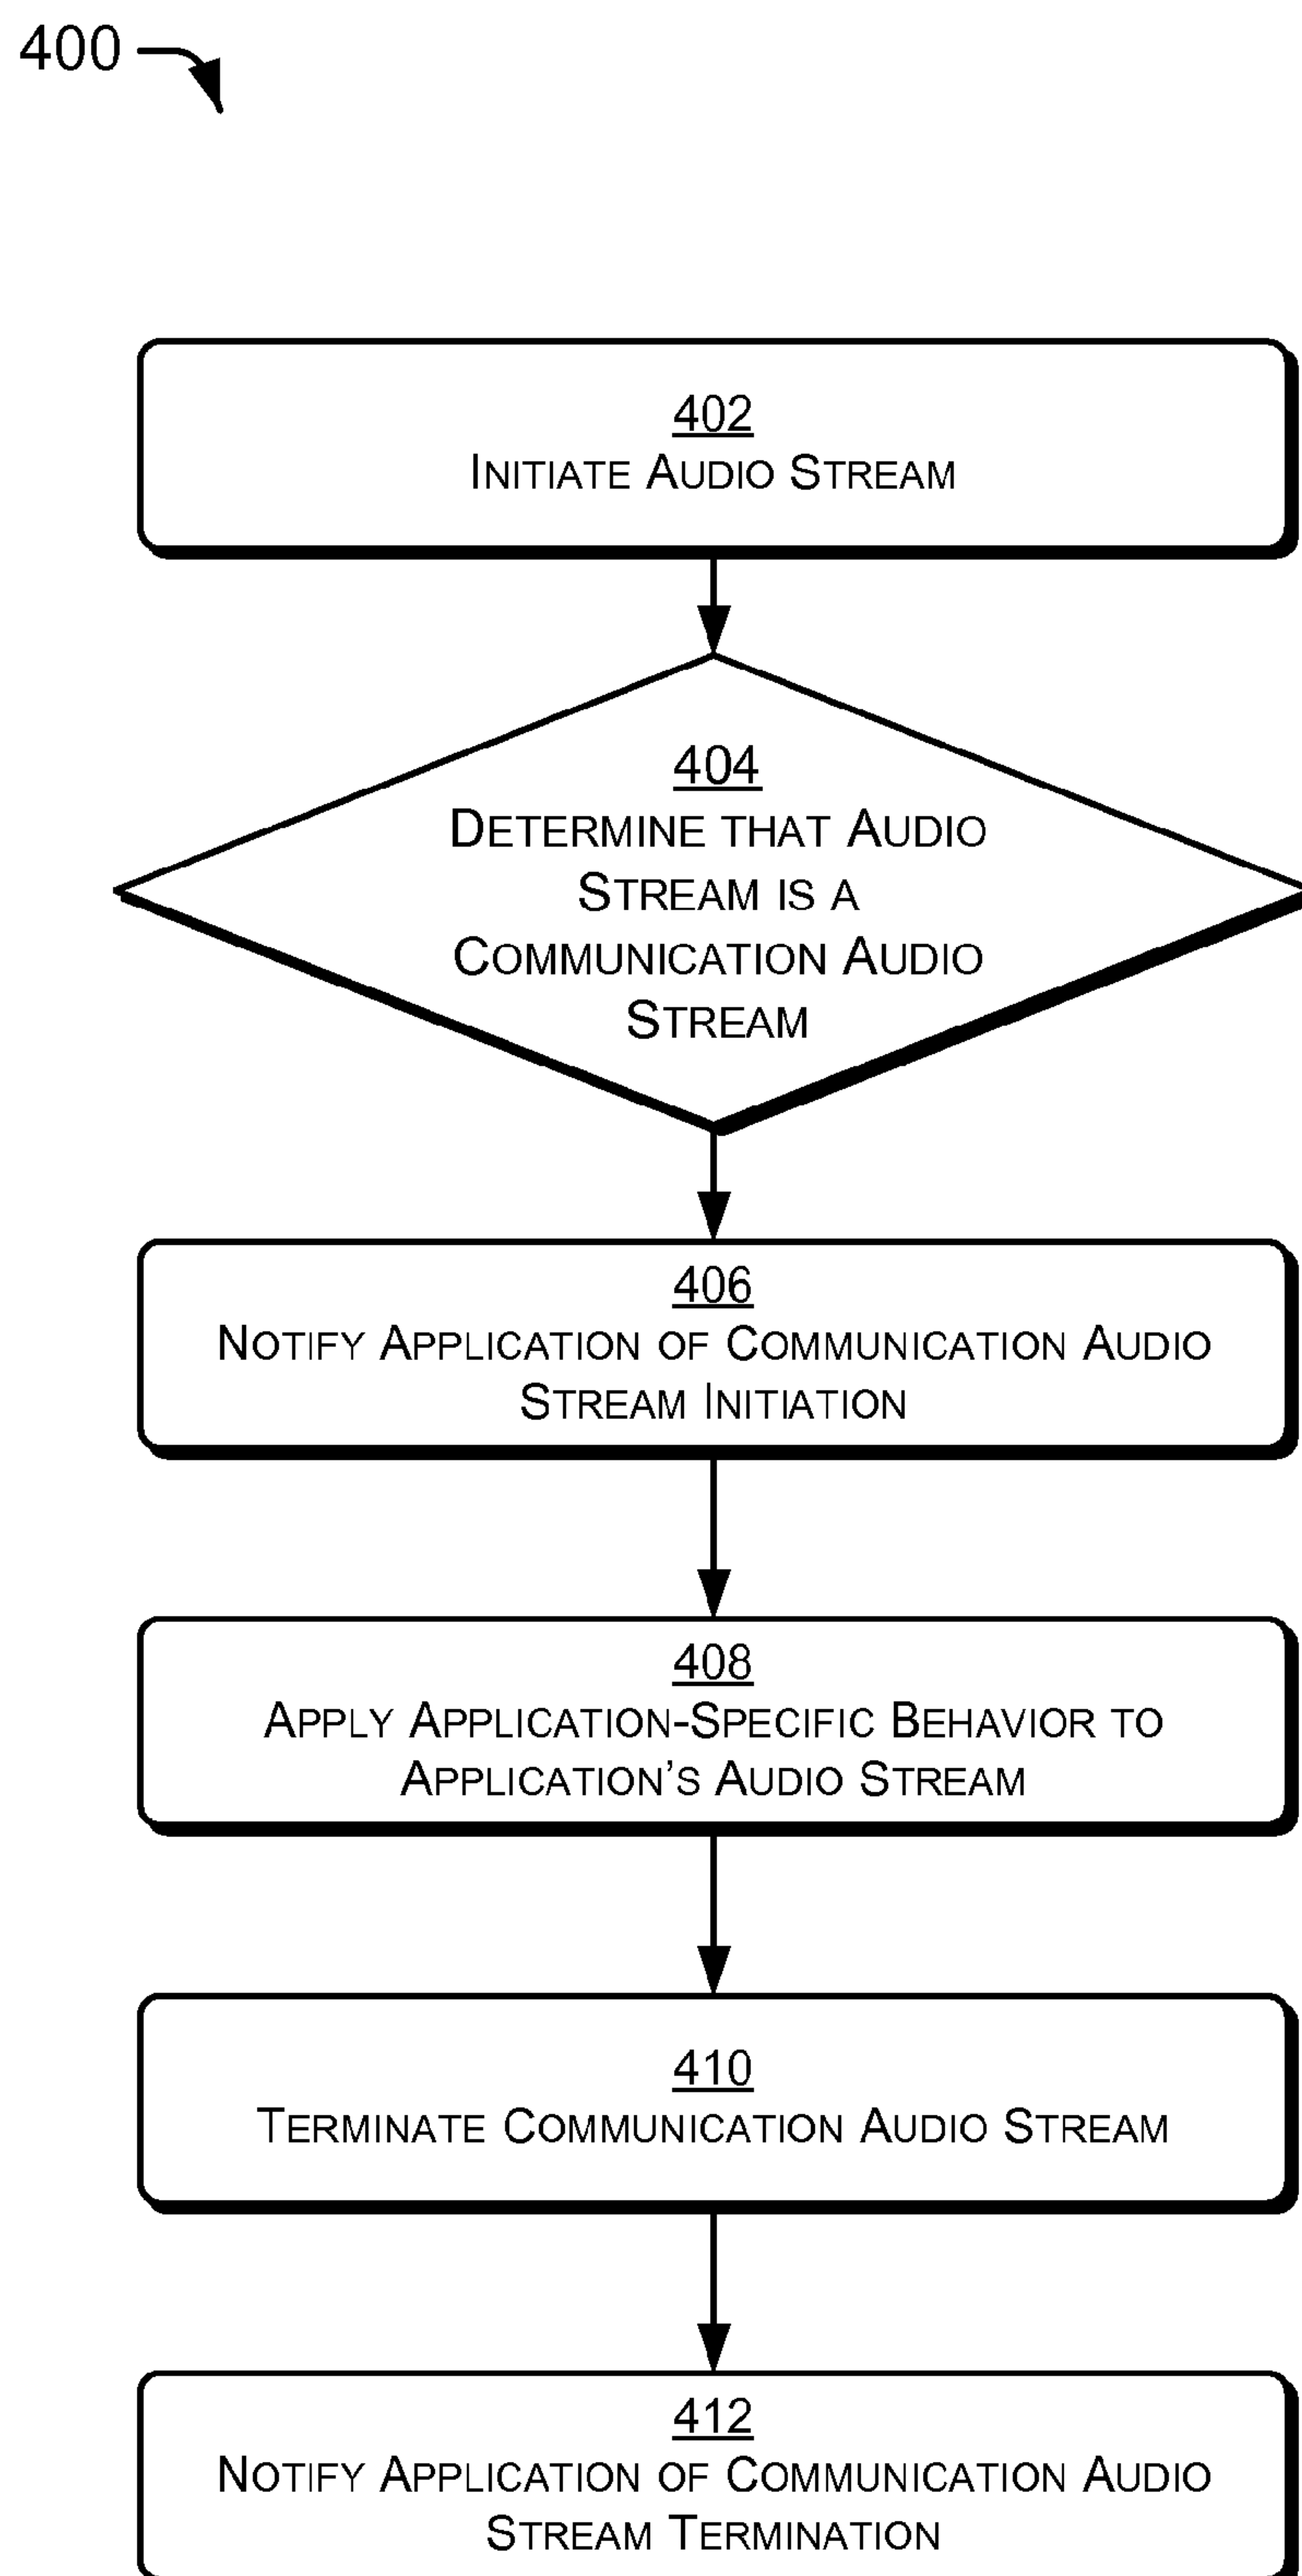 400
402
INITIATE AUDIO STREAM
404
DETERMINE THAT AUDIO
STREAM IS A
COMMUNICATION AUDIO
STREAM
406
NOTIFY APPLICATION OF COMMUNICATION AUDIO
STREAM INITIATION
408
APPLY APPLICATION-SPECIFIC BEHAVIOR TO
APPLICATION'S AUDIO STREAM
410
TERMINATE COMMUNICATION AUDIO STREAM
412
NOTIFY APPLICATION OF COMMUNICATION AUDIO
STREAM TERMINATION